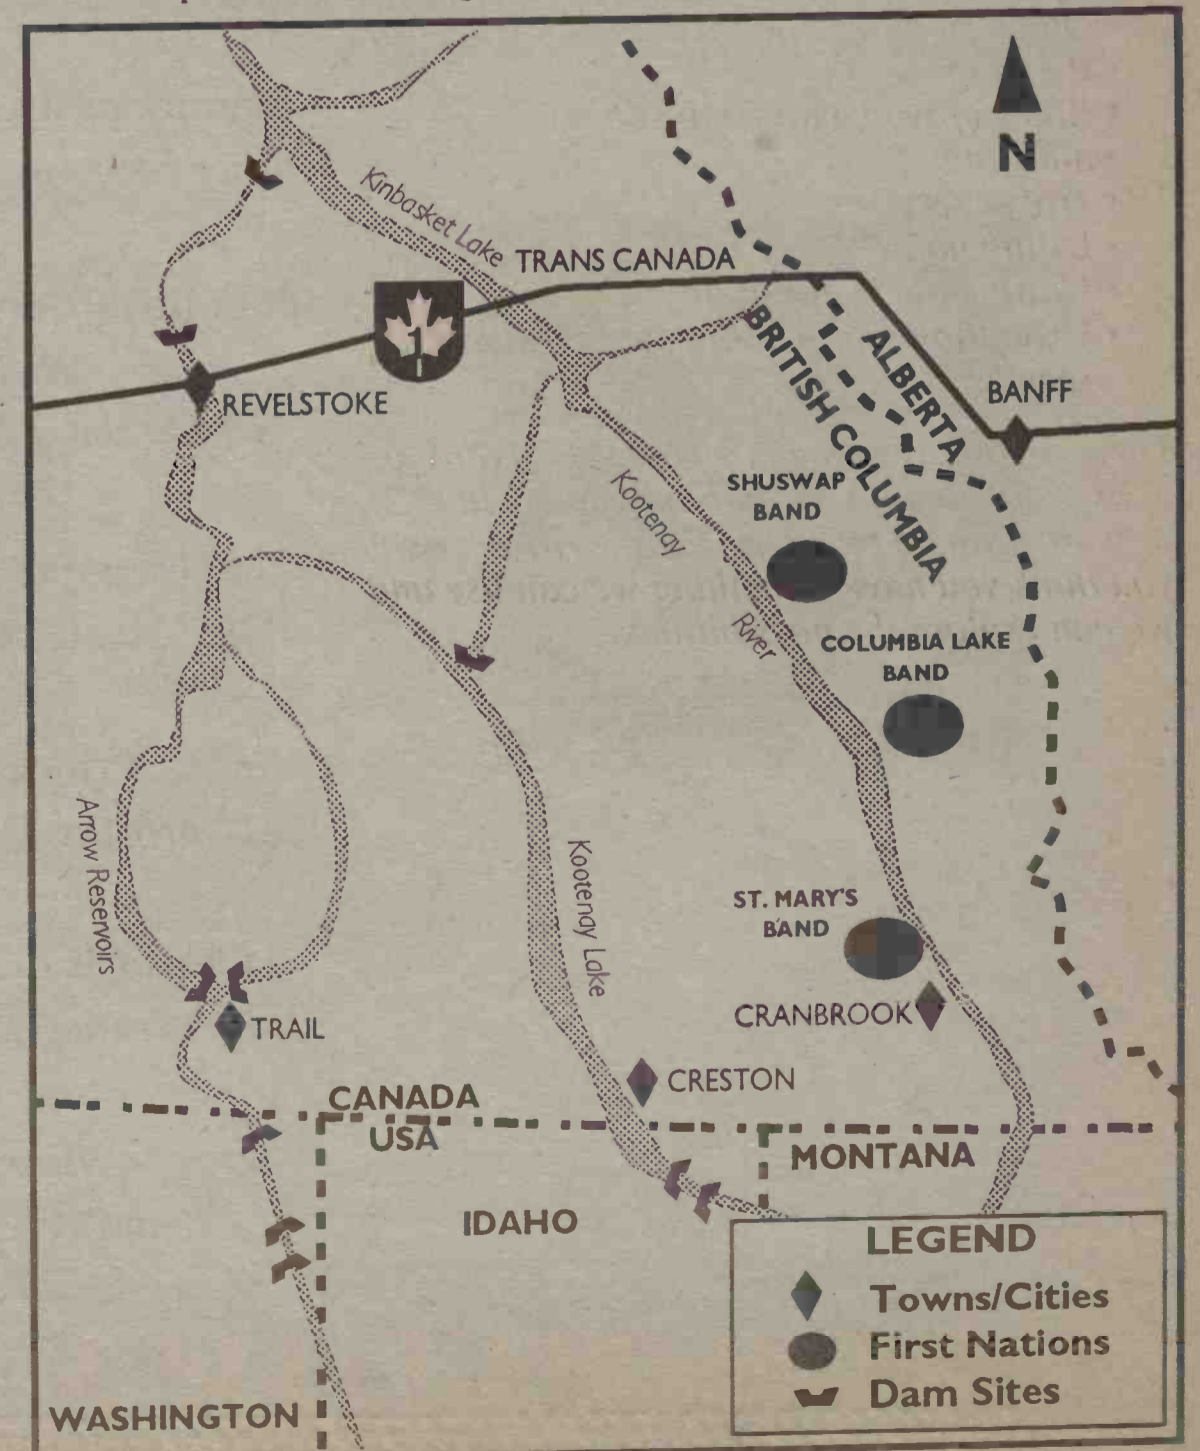 N
Kinbasket Lake
TRANS CANADA
1
ALBERTA
BRITISH COLUMBIA
REVELSTOKE
BANFF
Kootenay
River
SHUSWAP
BAND
COLUMBIA LAKE
BAND
Arrow Reservoirs
Kootenay Lake
ST. MARY'S
BAND
CRANBROOK
TRAIL
CRESTON
CANADA
USA
MONTANA
IDAHO
WASHINGTON
LEGEND
Towns/Cities
First Nations
Dam Sites